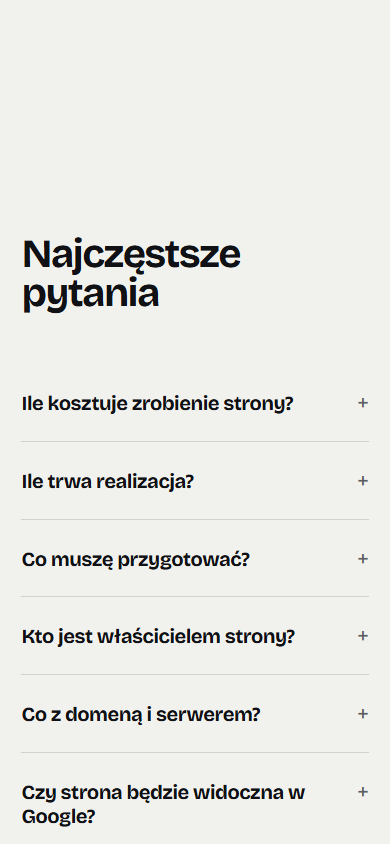 Najczęstsze
pytania
Ile kosztuje zrobienie strony? +
Ile trwa realizacja? +
Co muszę przygotować? +
Kto jest właścicielem strony? +
Co z domeną i serwerem? +
Czy strona będzie widoczna w +
Google?